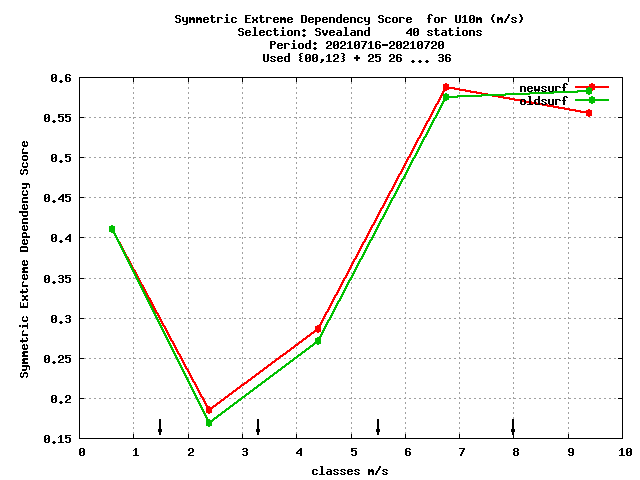 Symmetric Extreme Dependency Score  for U10m (m/s)
Selection: Svealand     40 stations
Period: 20210716-20210720
Used {00,12} + 25 26 ... 36
newsurf
oldsurf
Symmetric Extreme Dependency Score
0.6
0.55
0.5
0.45
0.4
0.35
0.3
0.25
0.2
0.15
0 1 2 3 4 5 6 7 8 9 10
classes m/s